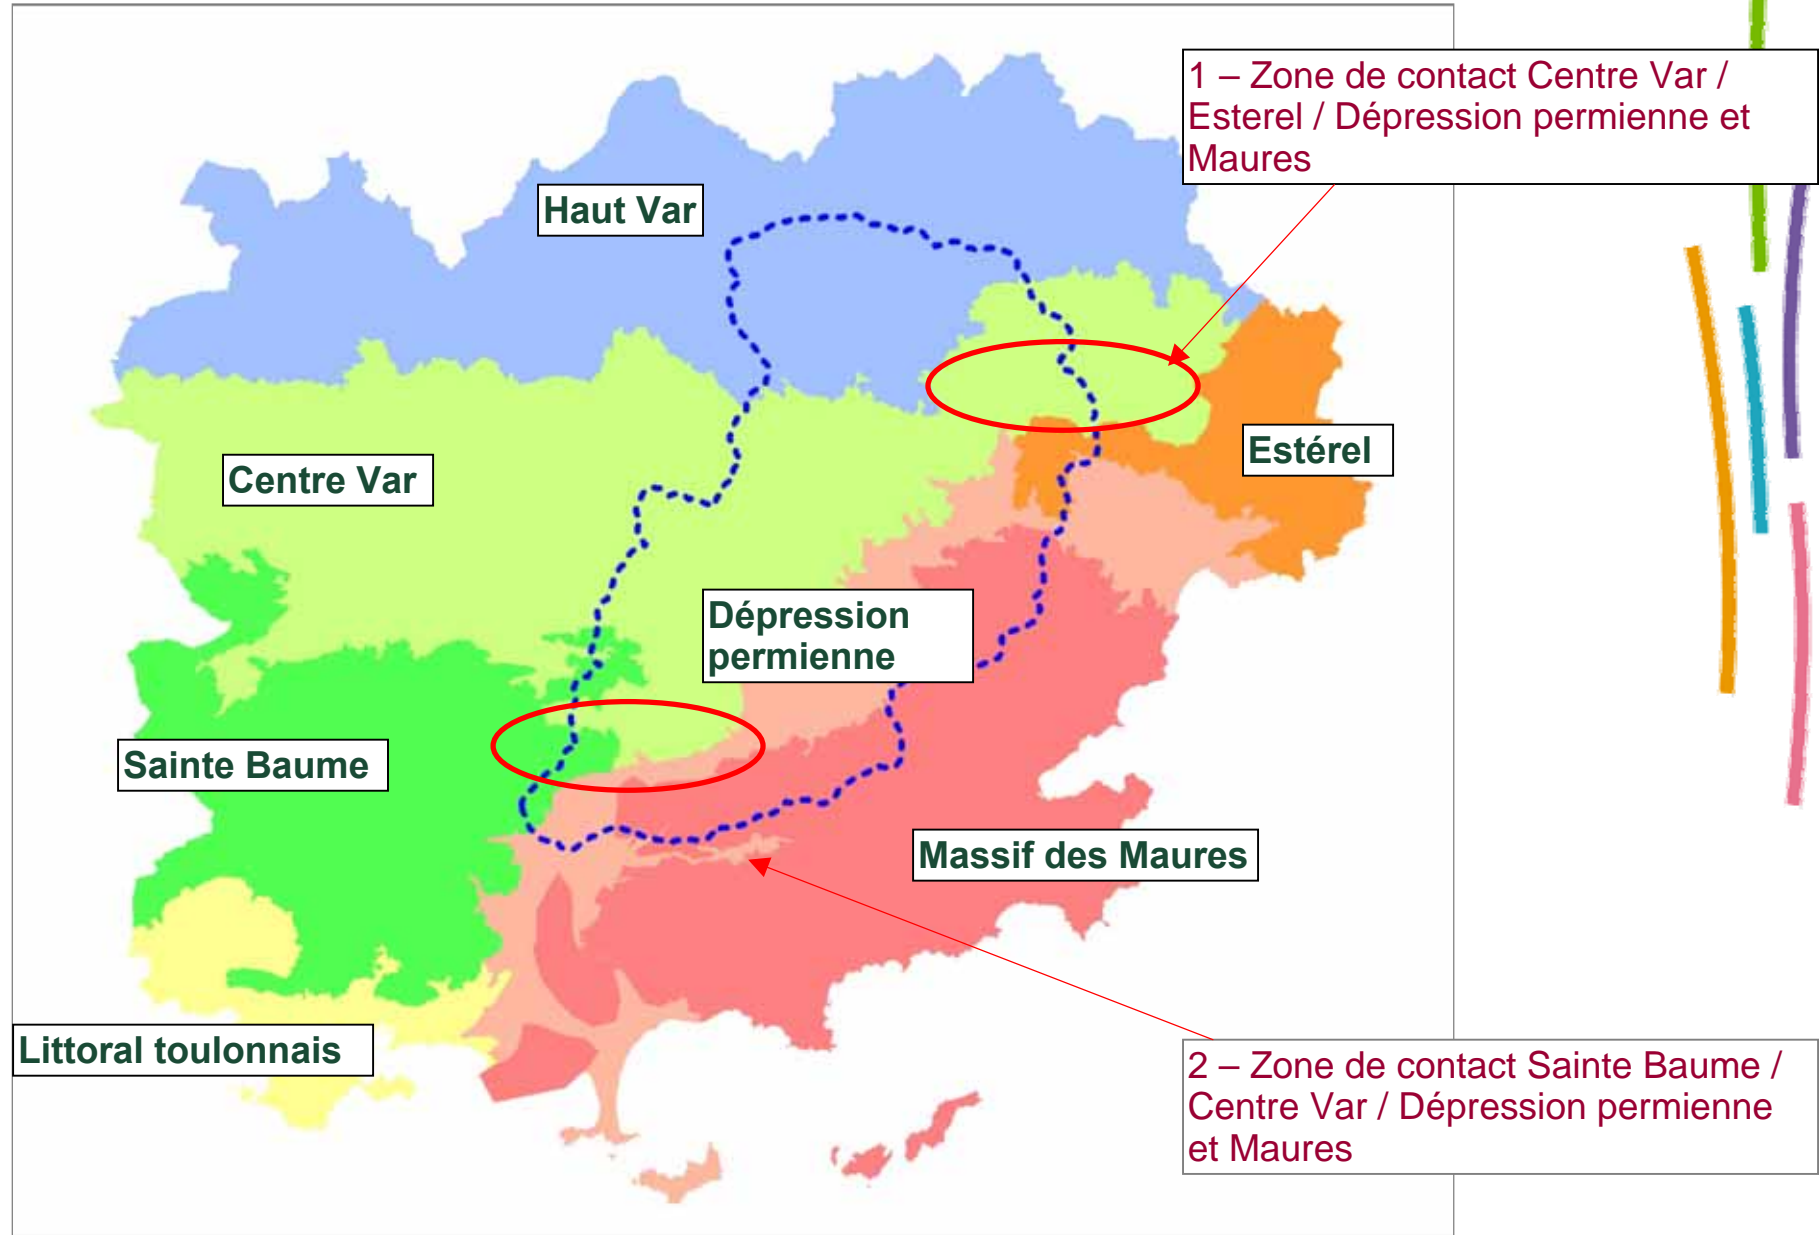 1 – Zone de contact Centre Var /
Esterel / Dépression permienne et
Maures
Haut Var
Estérel
Centre Var
Dépression
permienne
Sainte Baume
Massif des Maures
Littoral toulonnais
2 – Zone de contact Sainte Baume /
Centre Var / Dépression permienne
et Maures